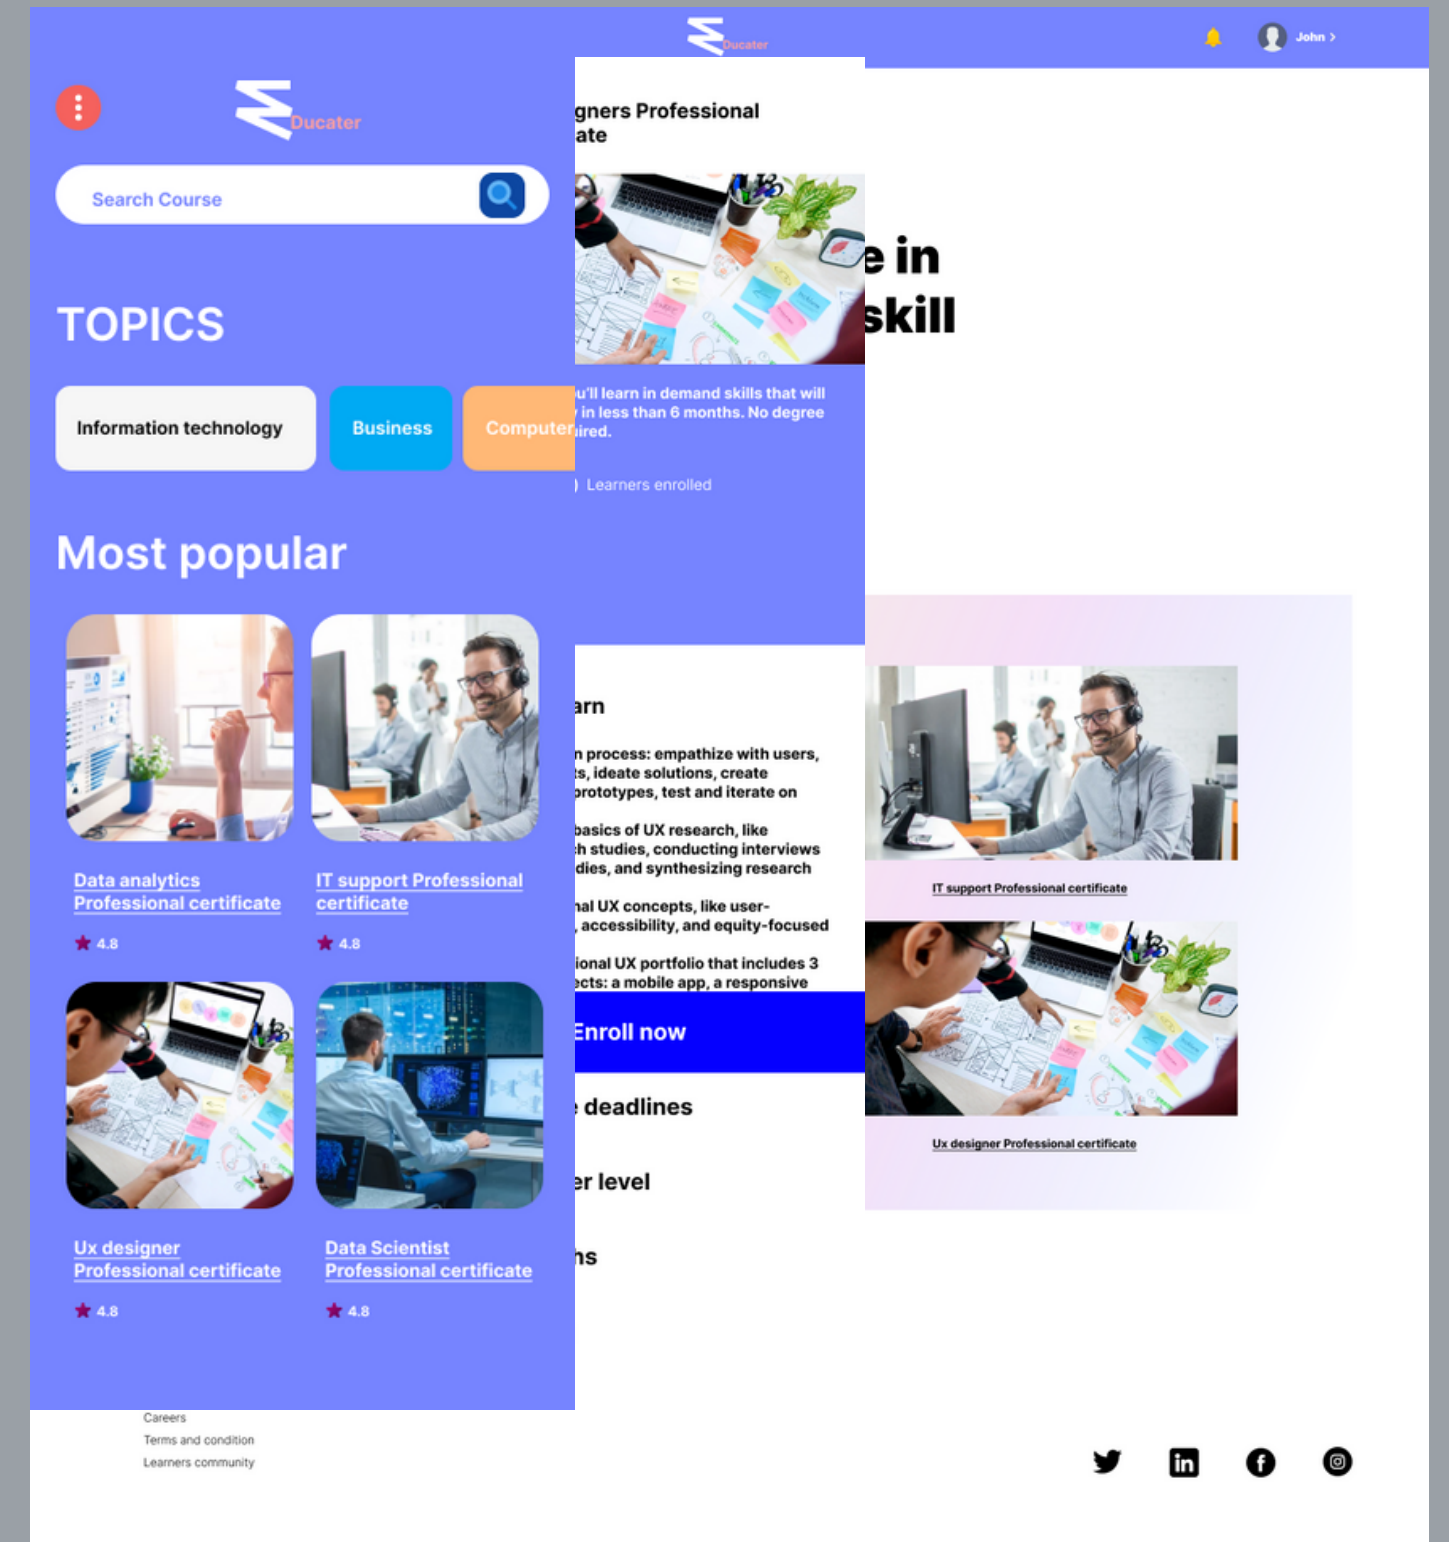 Ducater
John >
Ducater
Search Course
TOPICS
Information technology
Business
Computer
Most popular
Data analytics
Professional certificate
4.8
IT support Professional
certificate
4.8
Ux designer
Professional certificate
4.8
Data Scientist
Professional certificate
4.8
gners Professional
ate
u'll learn in demand skills that will
in less than 6 months. No degree
ired.
) Learners enrolled
arn
n process: empathize with users,
ts, ideate solutions, create
prototypes, test and iterate on
basics of UX research, like
h studies, conducting interviews
dies, and synthesizing research
nal UX concepts, like user-
, accessibility, and equity-focused
ional UX portfolio that includes 3
ects: a mobile app, a responsive
Enroll now
e deadlines
er level
hs
e in
skill
IT support Professional certificate
Ux designer Professional certificate
Careers
Terms and condition
Learners community